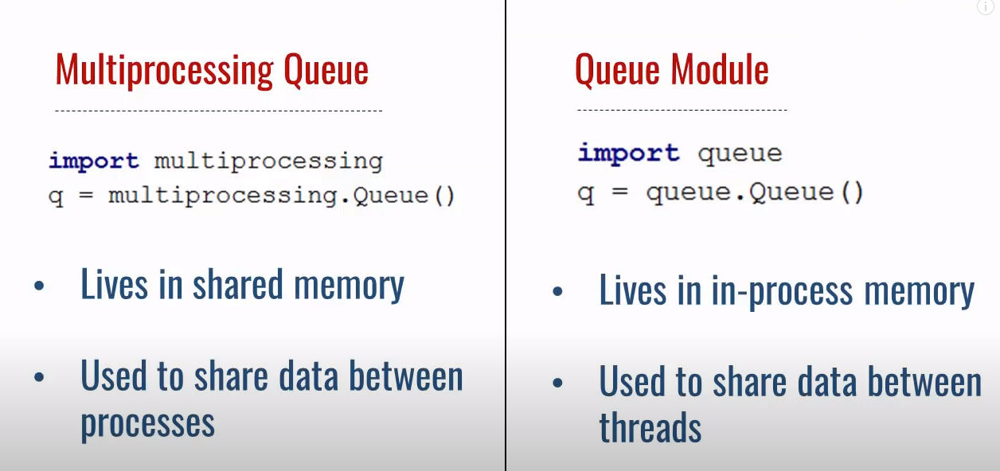 Multiprocessing Queue
import multiprocessing
q = multiprocessing.Queue()
• Lives in shared memory
• Used to share data between
processes
Queue Module
import queue
q = queue.Queue()
• Lives in in-process memory
• Used to share data between
threads